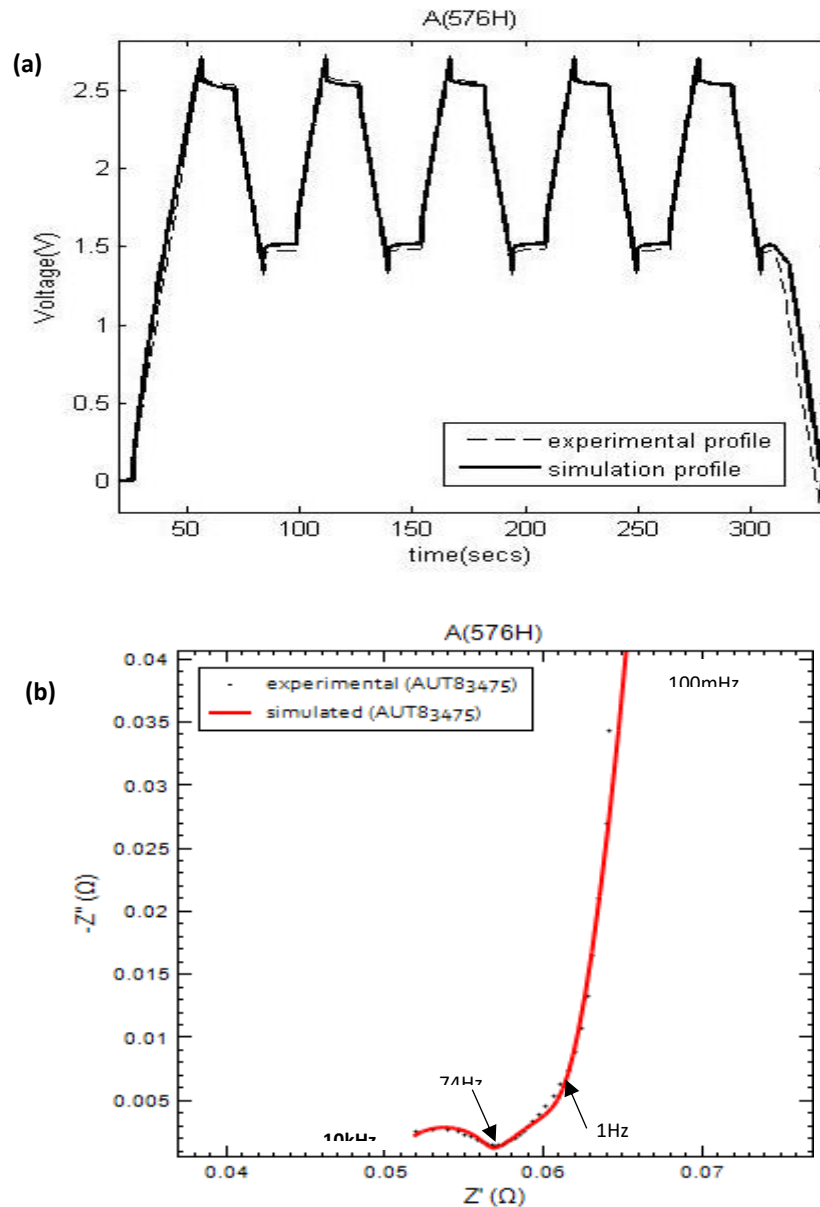 A(576H)
(a)
2.5
2
1.5
1
0.5
0
Voltage(V)
experimental profile
simulation profile
50 100 150 200 250 300
time(secs)
A(576H)
(b)
0.04
0.035
0.03
0.025
0.02
0.015
0.01
0.005
-Z'' (Ω)
experimental (AUT83475)
simulated (AUT83475)
100mHz
74Hz
10kHz
1Hz
0.04 0.05 0.06 0.07
Z' (Ω)